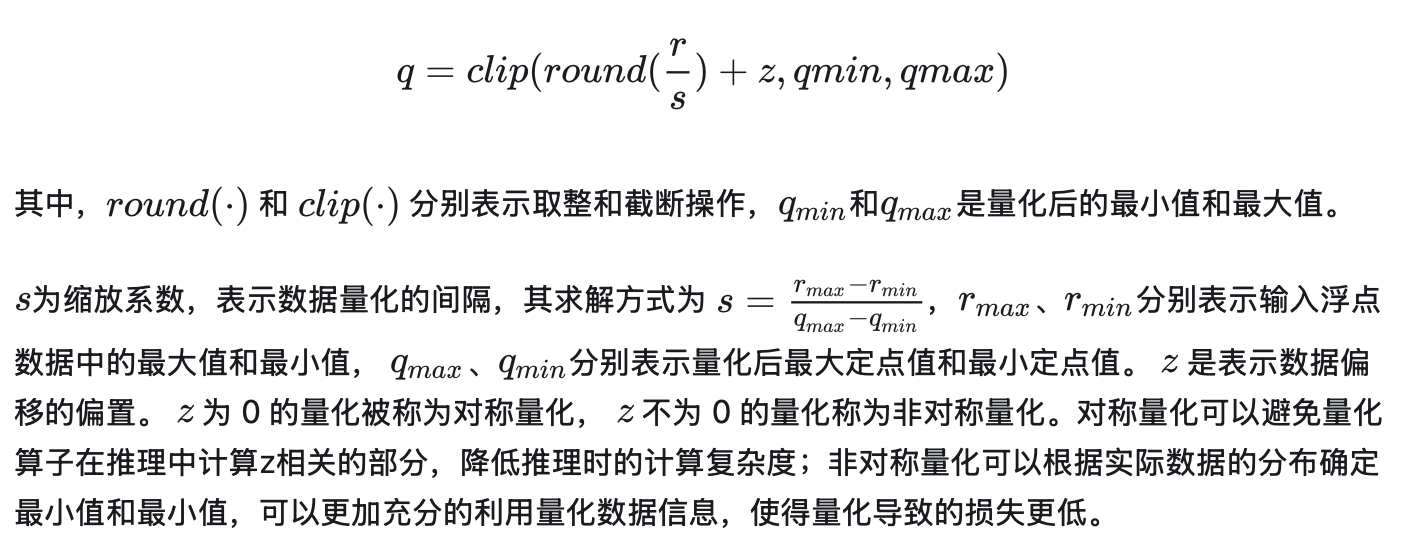 q = clip(round(\frac{r}{s}) + z, qmin, qmax)
其中，round(·) 和 clip(·) 分别表示取整和截断操作，q_{min}和q_{max}是量化后的最小值和最大值。
s为缩放系数，表示数据量化的间隔，其求解方式为 s = \frac{r_{max}-r_{min}}{q_{max}-q_{min}}，r_{max}、r_{min}分别表示输入浮点
数据中的最大值和最小值， q_{max}、q_{min}分别表示量化后最大定点值和最小定点值。 z 是表示数据偏
移的偏置。 z 为 0 的量化被称为对称量化， z 不为 0 的量化称为非对称量化。对称量化可以避免量化
算子在推理中计算z相关的部分，降低推理时的计算复杂度；非对称量化可以根据实际数据的分布确定
最小值和最小值，可以更加充分的利用量化数据信息，使得量化导致的损失更低。